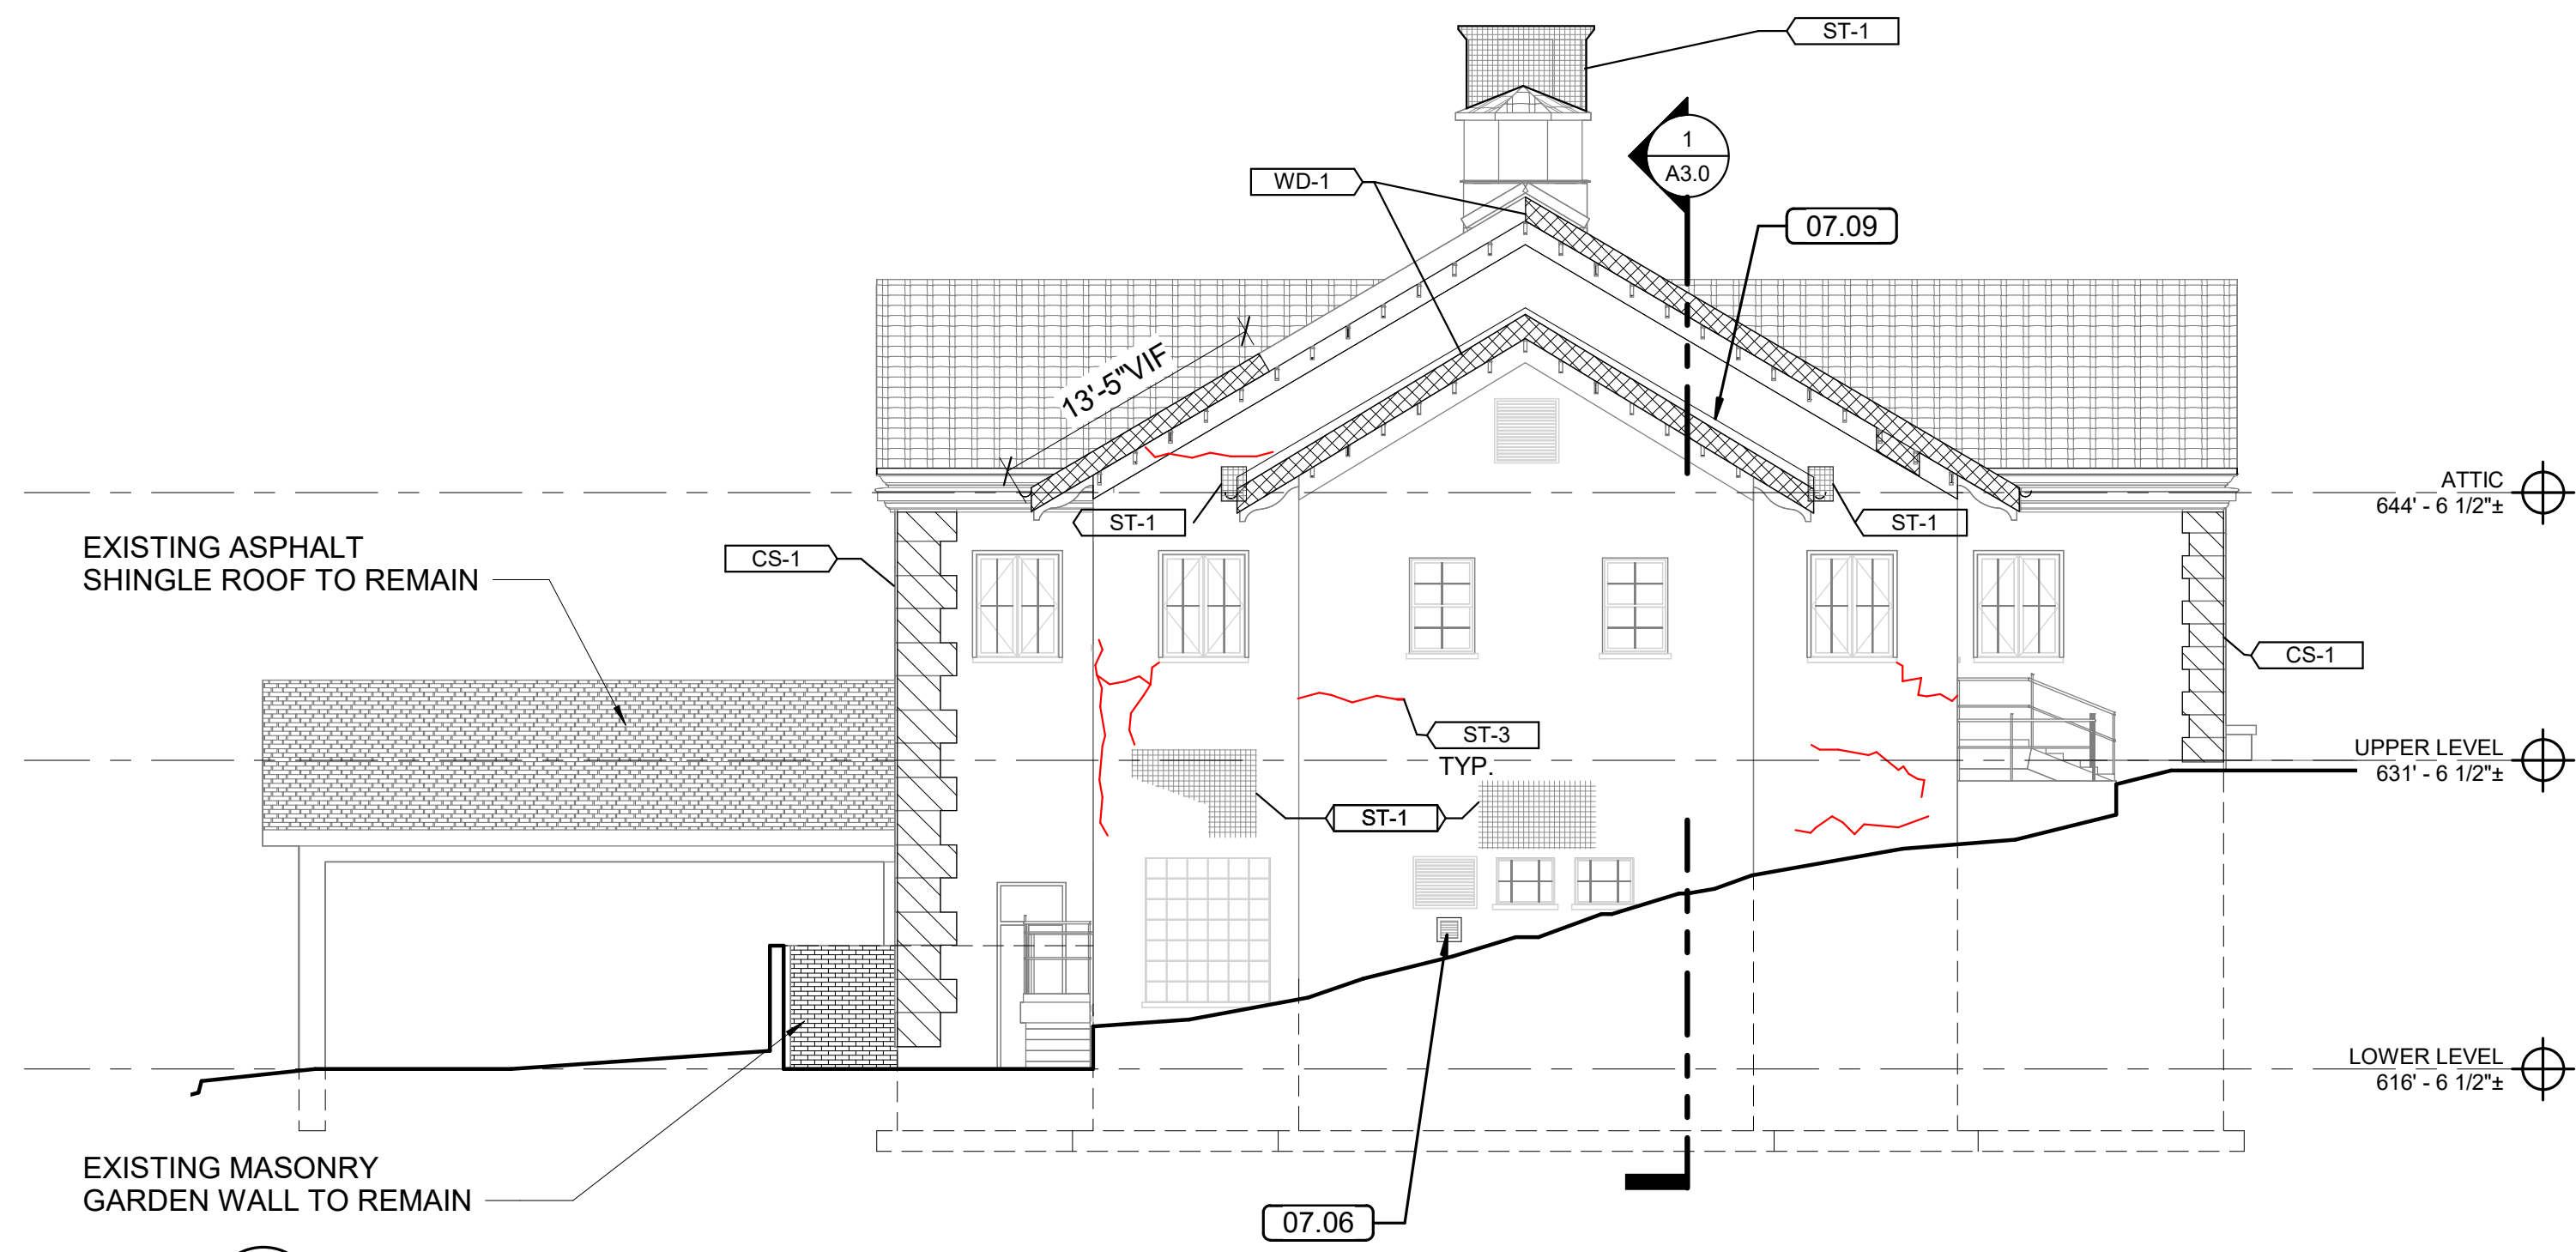 ST-1
1
A3.0
WD-1
07.09
13'-5"VIF
ATTIC
644' - 6 1/2"±
ST-1
ST-1
EXISTING ASPHALT
SHINGLE ROOF TO REMAIN
CS-1
CS-1
ST-3
TYP.
UPPER LEVEL
631' - 6 1/2"±
ST-1
LOWER LEVEL
616' - 6 1/2"±
EXISTING MASONRY
GARDEN WALL TO REMAIN
07.06